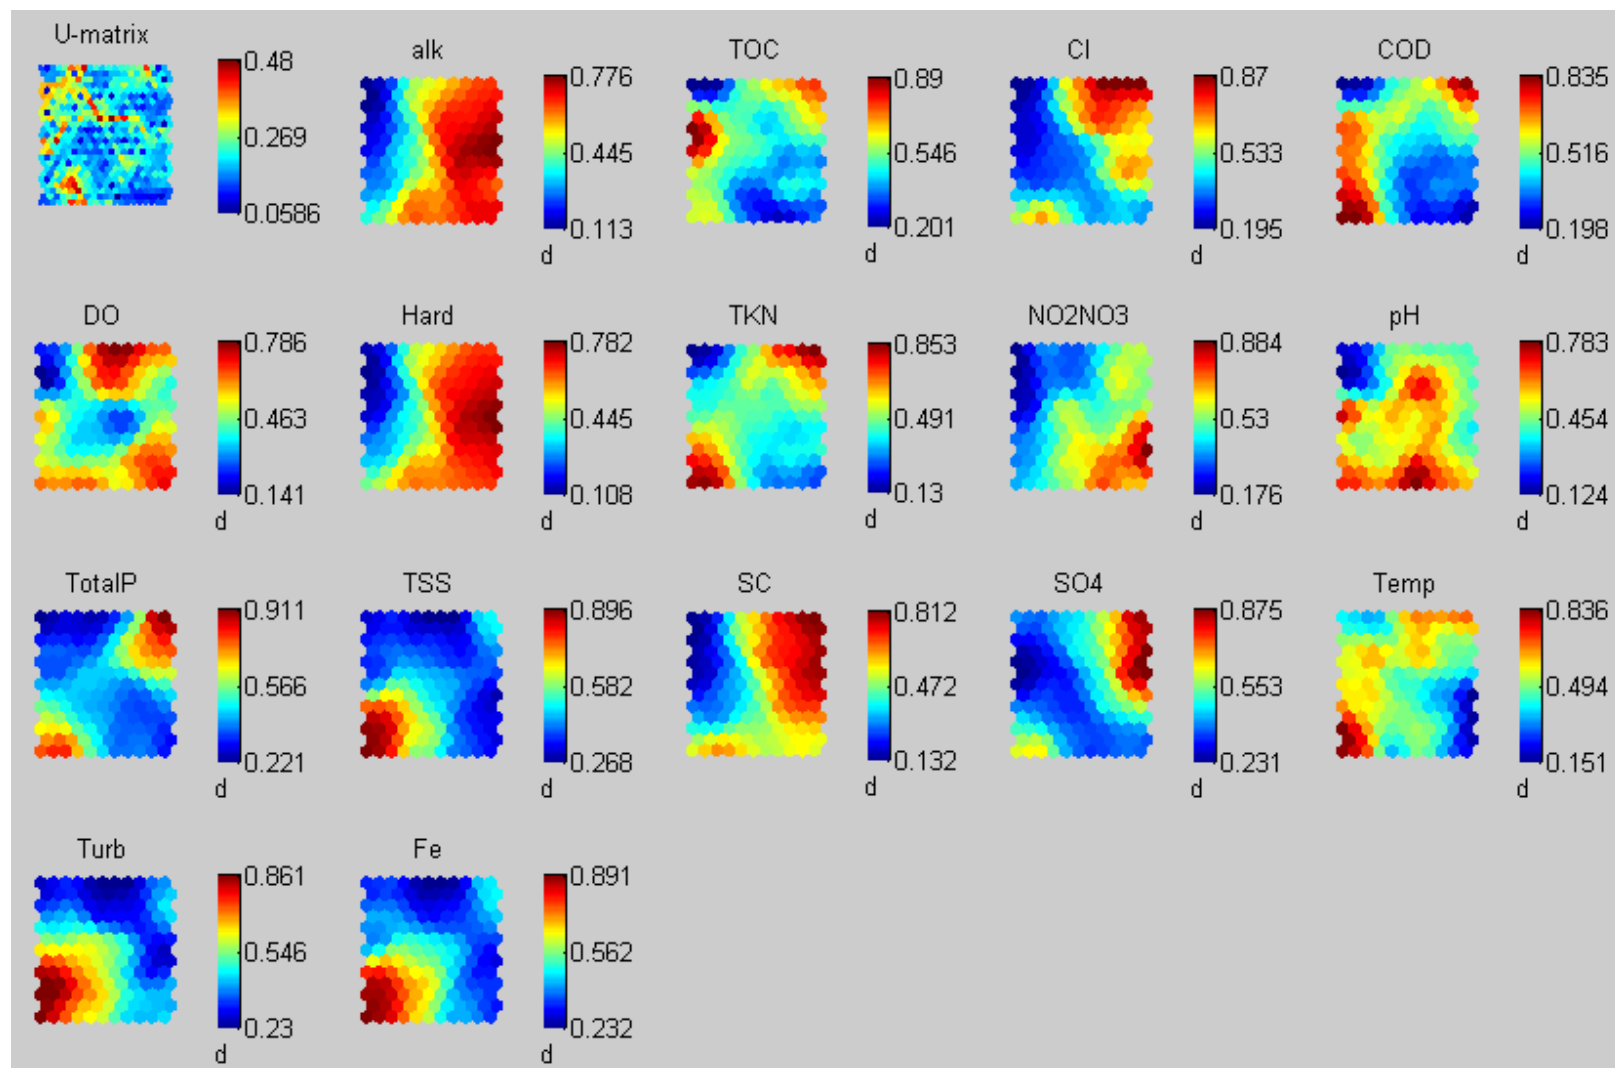 U-matrix
0.48
0.269
0.0586
alk
0.776
0.445
0.113
d
TOC
0.89
0.546
0.201
d
Cl
0.87
0.533
0.195
d
COD
0.835
0.516
0.198
d
DO
0.786
0.463
0.141
d
Hard
0.782
0.445
0.108
d
TKN
0.853
0.491
0.13
d
NO2NO3
0.884
0.53
0.176
d
pH
0.783
0.454
0.124
d
TotalP
0.911
0.566
0.221
d
TSS
0.896
0.582
0.268
d
SC
0.812
0.472
0.132
d
SO4
0.875
0.553
0.231
d
Temp
0.836
0.494
0.151
d
Turb
0.861
0.546
0.23
d
Fe
0.891
0.562
0.232
d